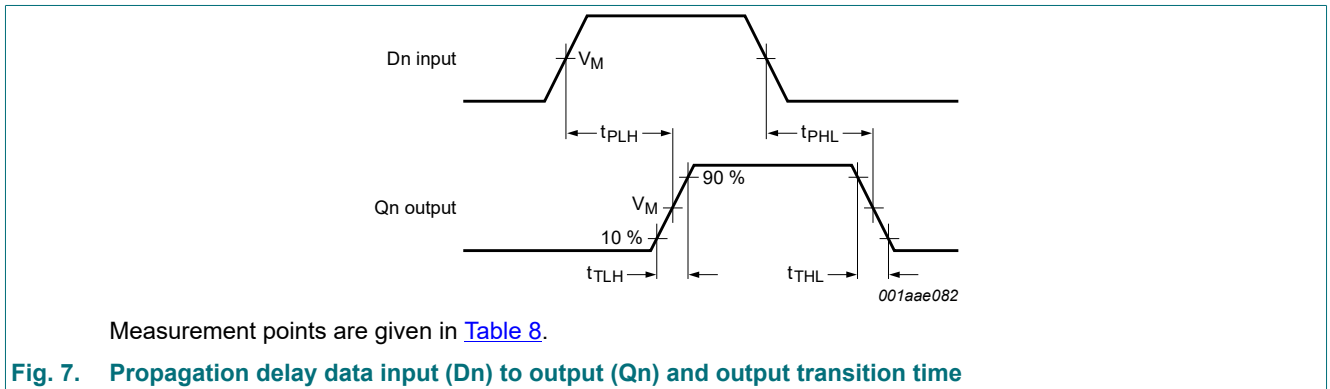 Dn input
VM
tPLH
tPHL
90 %
Qn output
VM
10 %
tTLH
tTHL
001aae082
Measurement points are given in Table 8.
Fig. 7. Propagation delay data input (Dn) to output (Qn) and output transition time